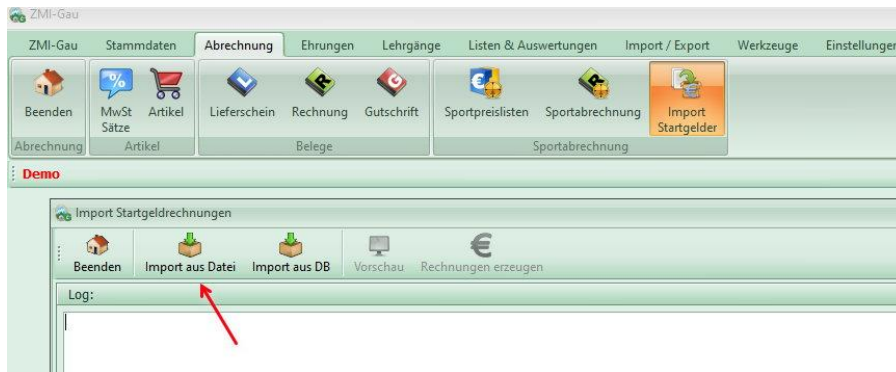 ZMI-Gau
ZMI-Gau Stammdaten Abrechnung Ehrungen Lehrgänge Listen & Auswertungen Import / Export Werkzeuge Einstellungen
Beenden MwSt Sätze Artikel Lieferschein Rechnung Gutschrift Sportpreislisten Sportabrechnung Import Startgelder
Abrechnung Artikel Belege Sportabrechnung
Demo
Import Startgeldrechnungen
Beenden Import aus Datei Import aus DB Vorschau Rechnungen erzeugen
Log: